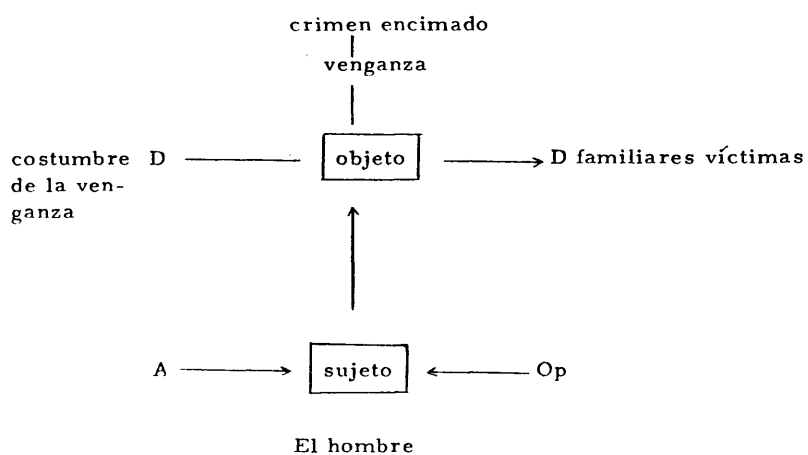 crimen encimado
venganza
costumbre D objeto D familiares víctimas
de la ven-
ganza
A sujeto Op
El hombre